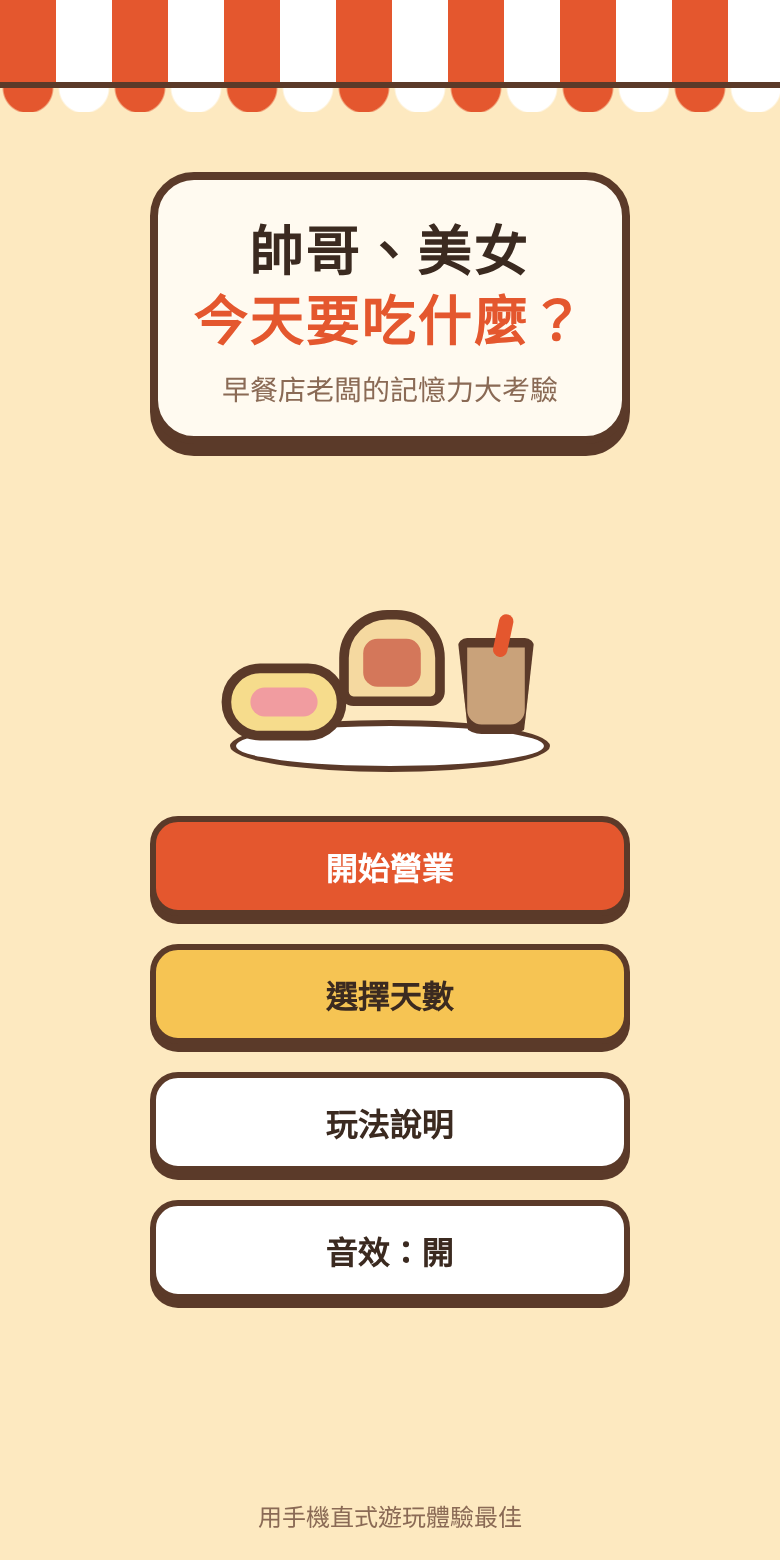 帥哥、美女
今天要吃什麼？
早餐店老闆的記憶力大考驗
開始營業
選擇天數
玩法說明
音效：開
用手機直式遊玩體驗最佳